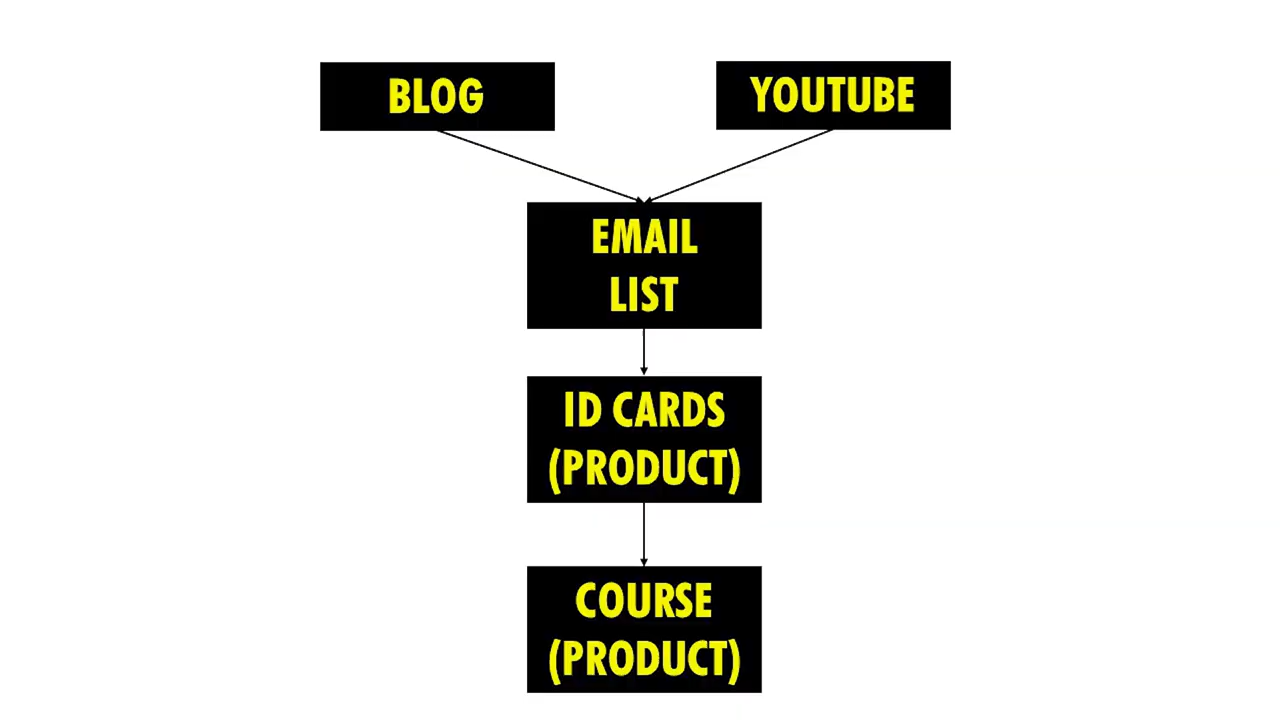 BLOG
YOUTUBE
EMAIL
LIST
ID CARDS
(PRODUCT)
COURSE
(PRODUCT)